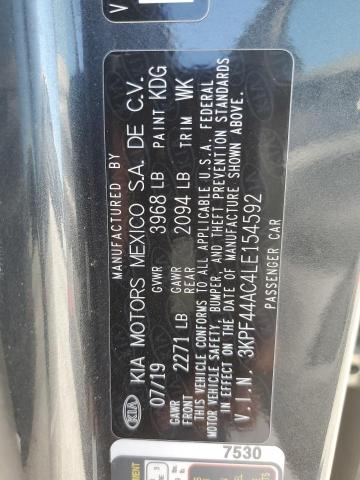 MANUFACTURED BY
KIA KIA MOTORS MEXICO S.A. DE C.V.
07/19 GVWR 3968 LB PAINT KDG
GAWR FRONT 2271 LB GAWR REAR 2094 LB TRIM WK
THIS VEHICLE CONFORMS TO ALL APPLICABLE U.S.A. FEDERAL
MOTOR VEHICLE SAFETY, BUMPER, AND THEFT PREVENTION STANDARDS
IN EFFECT ON THE DATE OF MANUFACTURE SHOWN ABOVE.
V.I.N. 3KPF44AC4LE154592
PASSENGER CAR
7530